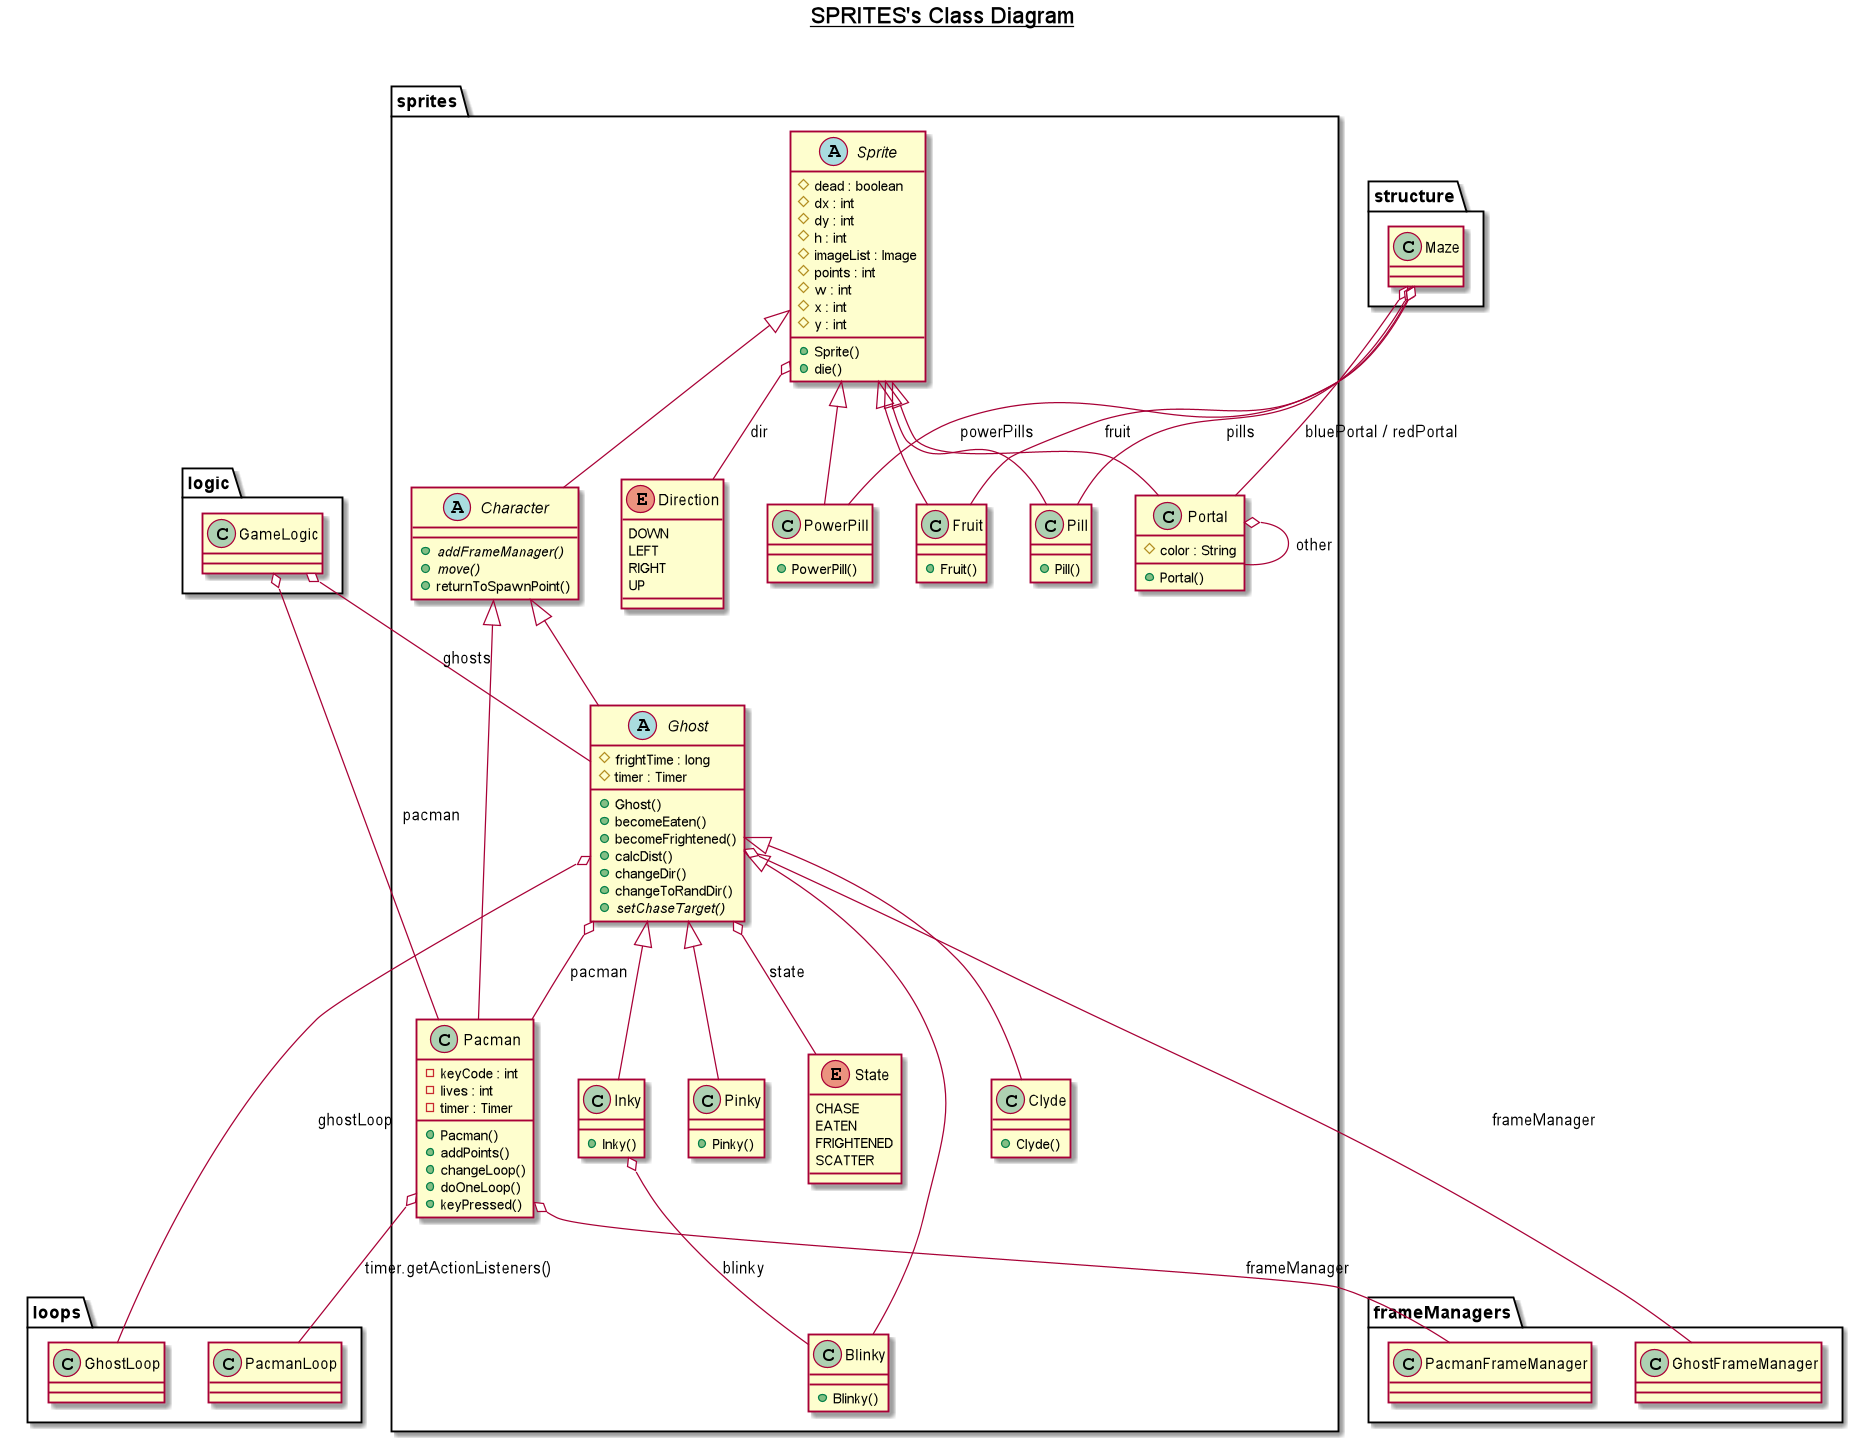 SPRITES's Class Diagram
sprites
A Sprite
dead : boolean
dx : int
dy : int
h : int
imageList : Image
points : int
w : int
x : int
y : int
Sprite()
die()
structure
C Maze
dir
powerPills
fruit
pills
bluePortal / redPortal
logic
C GameLogic
A Character
addFrameManager()
move()
returnToSpawnPoint()
E Direction
DOWN
LEFT
RIGHT
UP
C PowerPill
PowerPill()
C Fruit
Fruit()
C Pill
Pill()
C Portal
color : String
Portal()
other
ghosts
A Ghost
frightTime : long
timer : Timer
Ghost()
becomeEaten()
becomeFrightened()
calcDist()
changeDir()
changeToRandDir()
setChaseTarget()
pacman
pacman
state
C Pacman
keyCode : int
lives : int
timer : Timer
Pacman()
addPoints()
changeLoop()
doOneLoop()
keyPressed()
C Inky
Inky()
C Pinky
Pinky()
E State
CHASE
EATEN
FRIGHTENED
SCATTER
C Clyde
Clyde()
ghostLoop
frameManager
timer.getActionListeners()
blinky
frameManager
loops
C GhostLoop
C PacmanLoop
C Blinky
Blinky()
frameManagers
C PacmanFrameManager
C GhostFrameManager